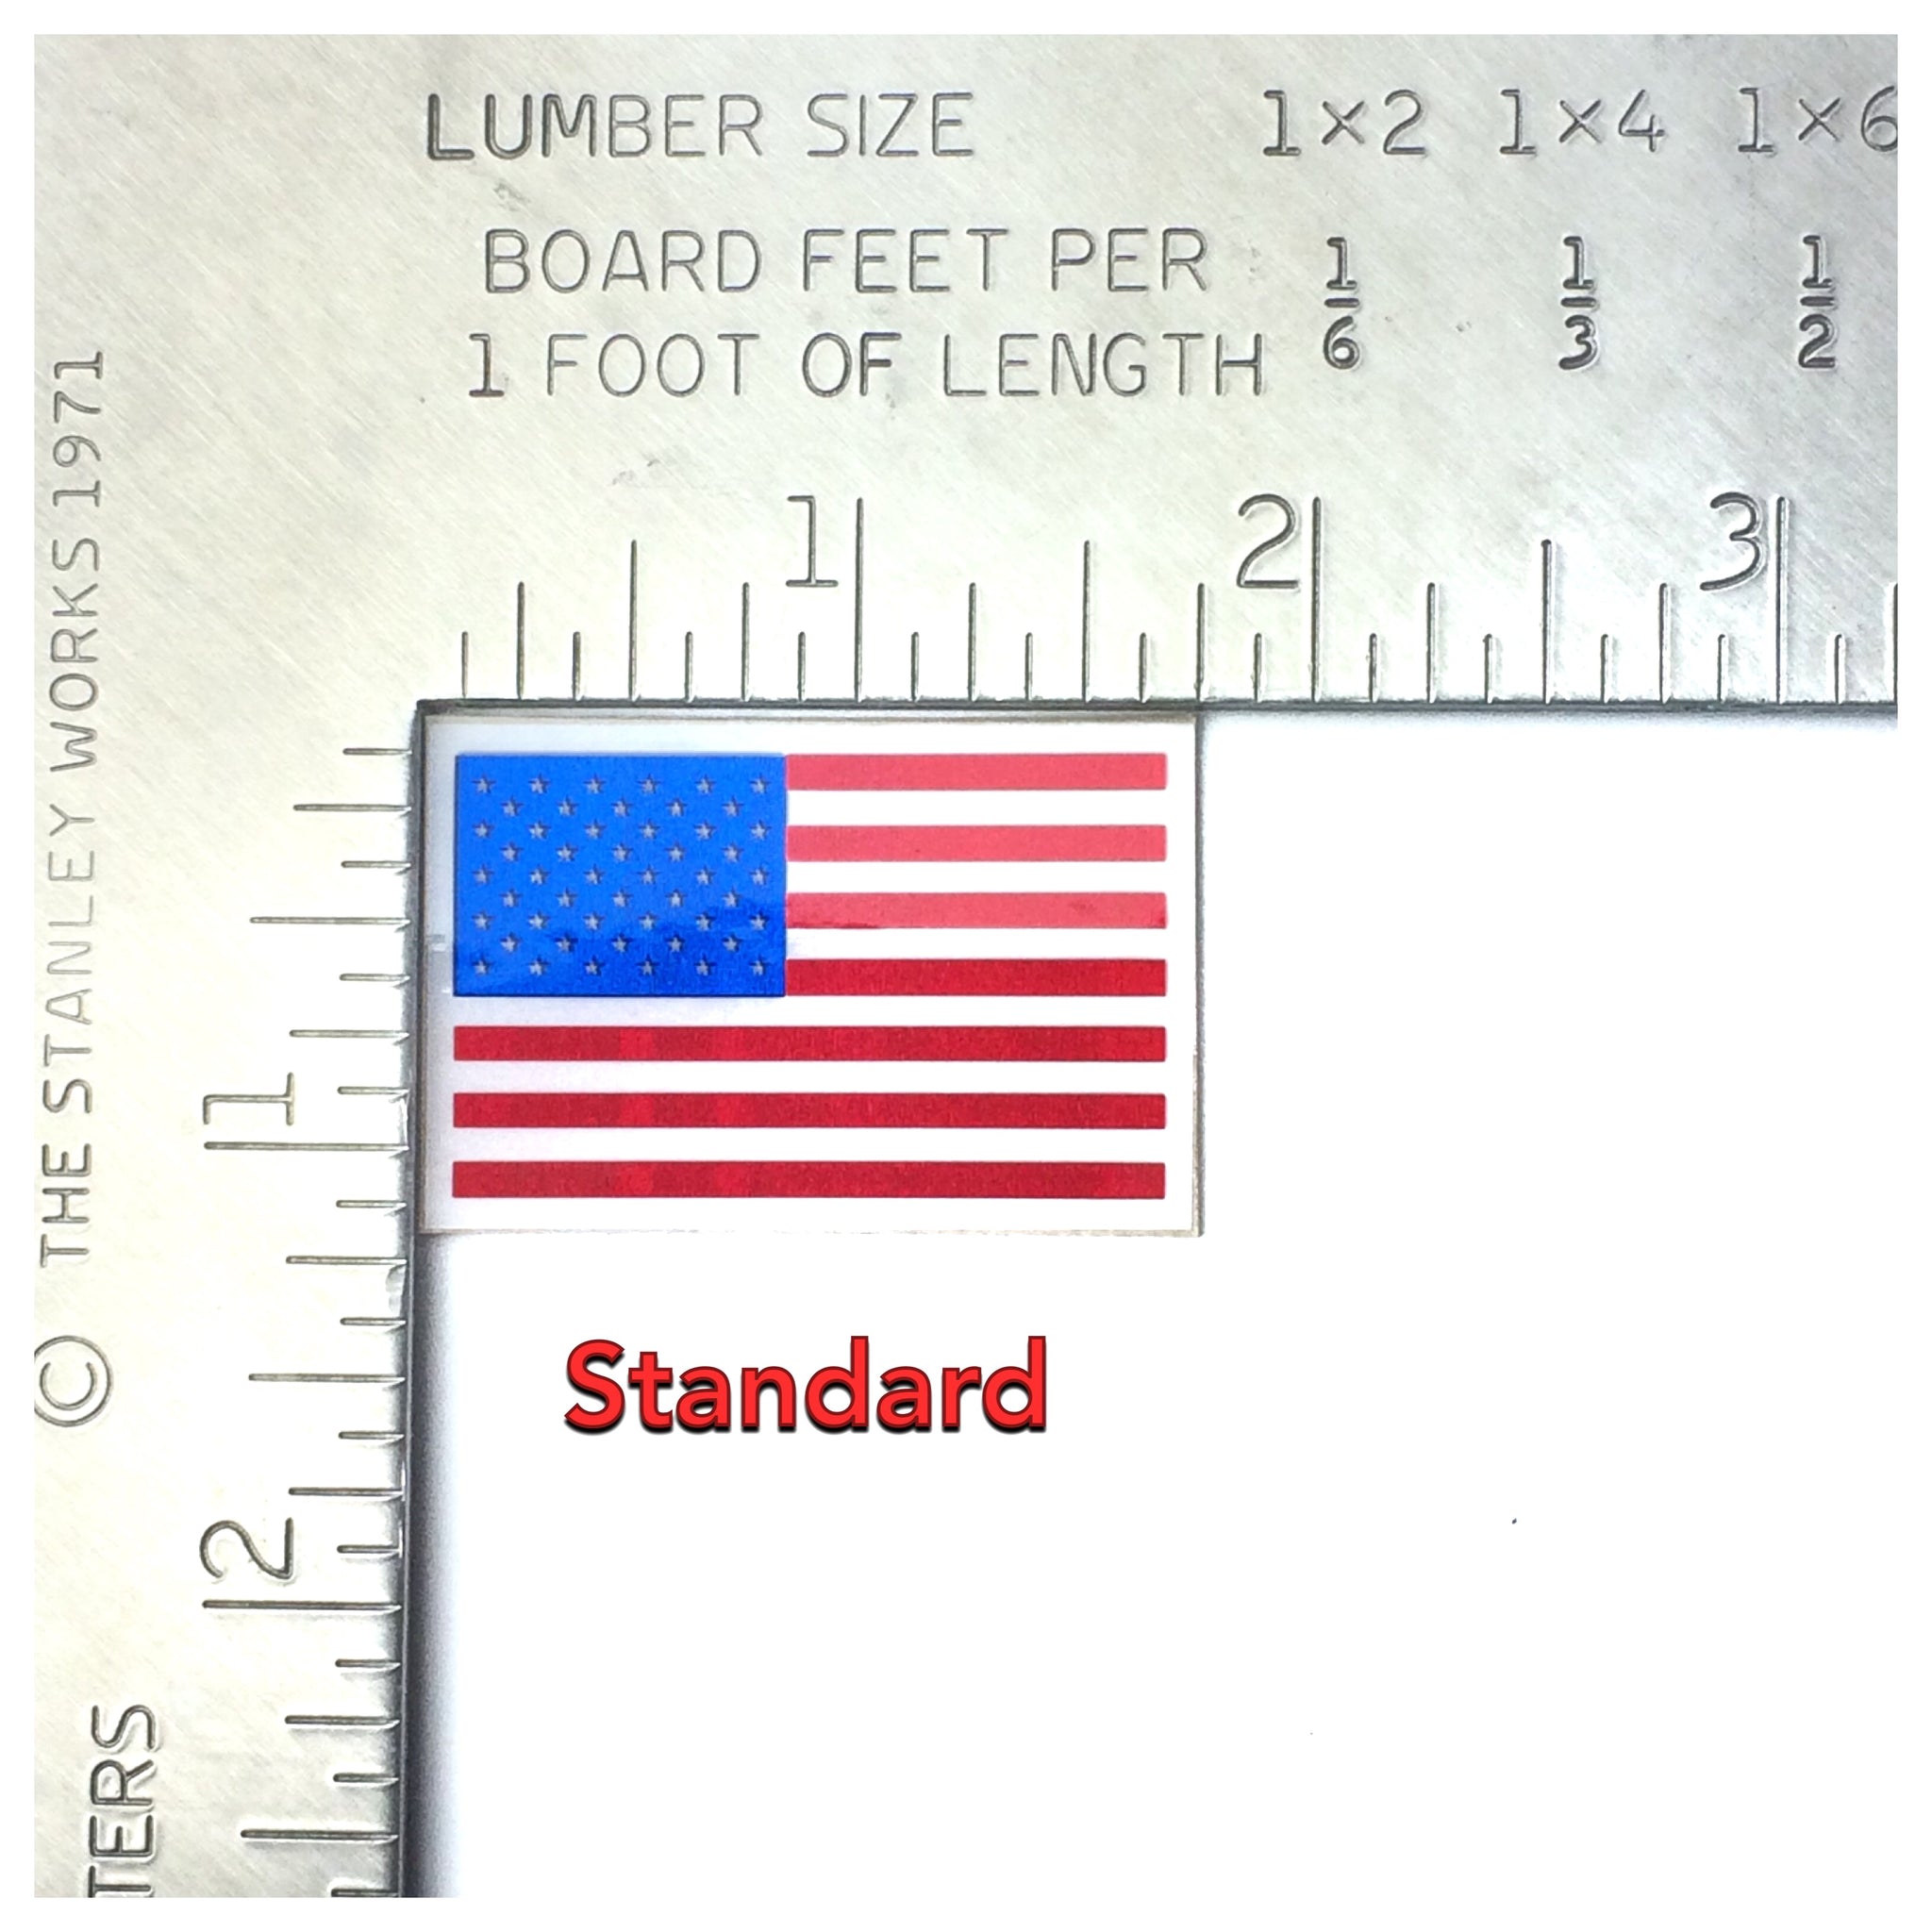 LUMBER SIZE 1×2 1×4 1×6
BOARD FEET PER
1 FOOT OF LENGTH 1/6 1/3 1/2
1 2 3
© THE STANLEY WORKS 1971
1
2
TERS
Standard